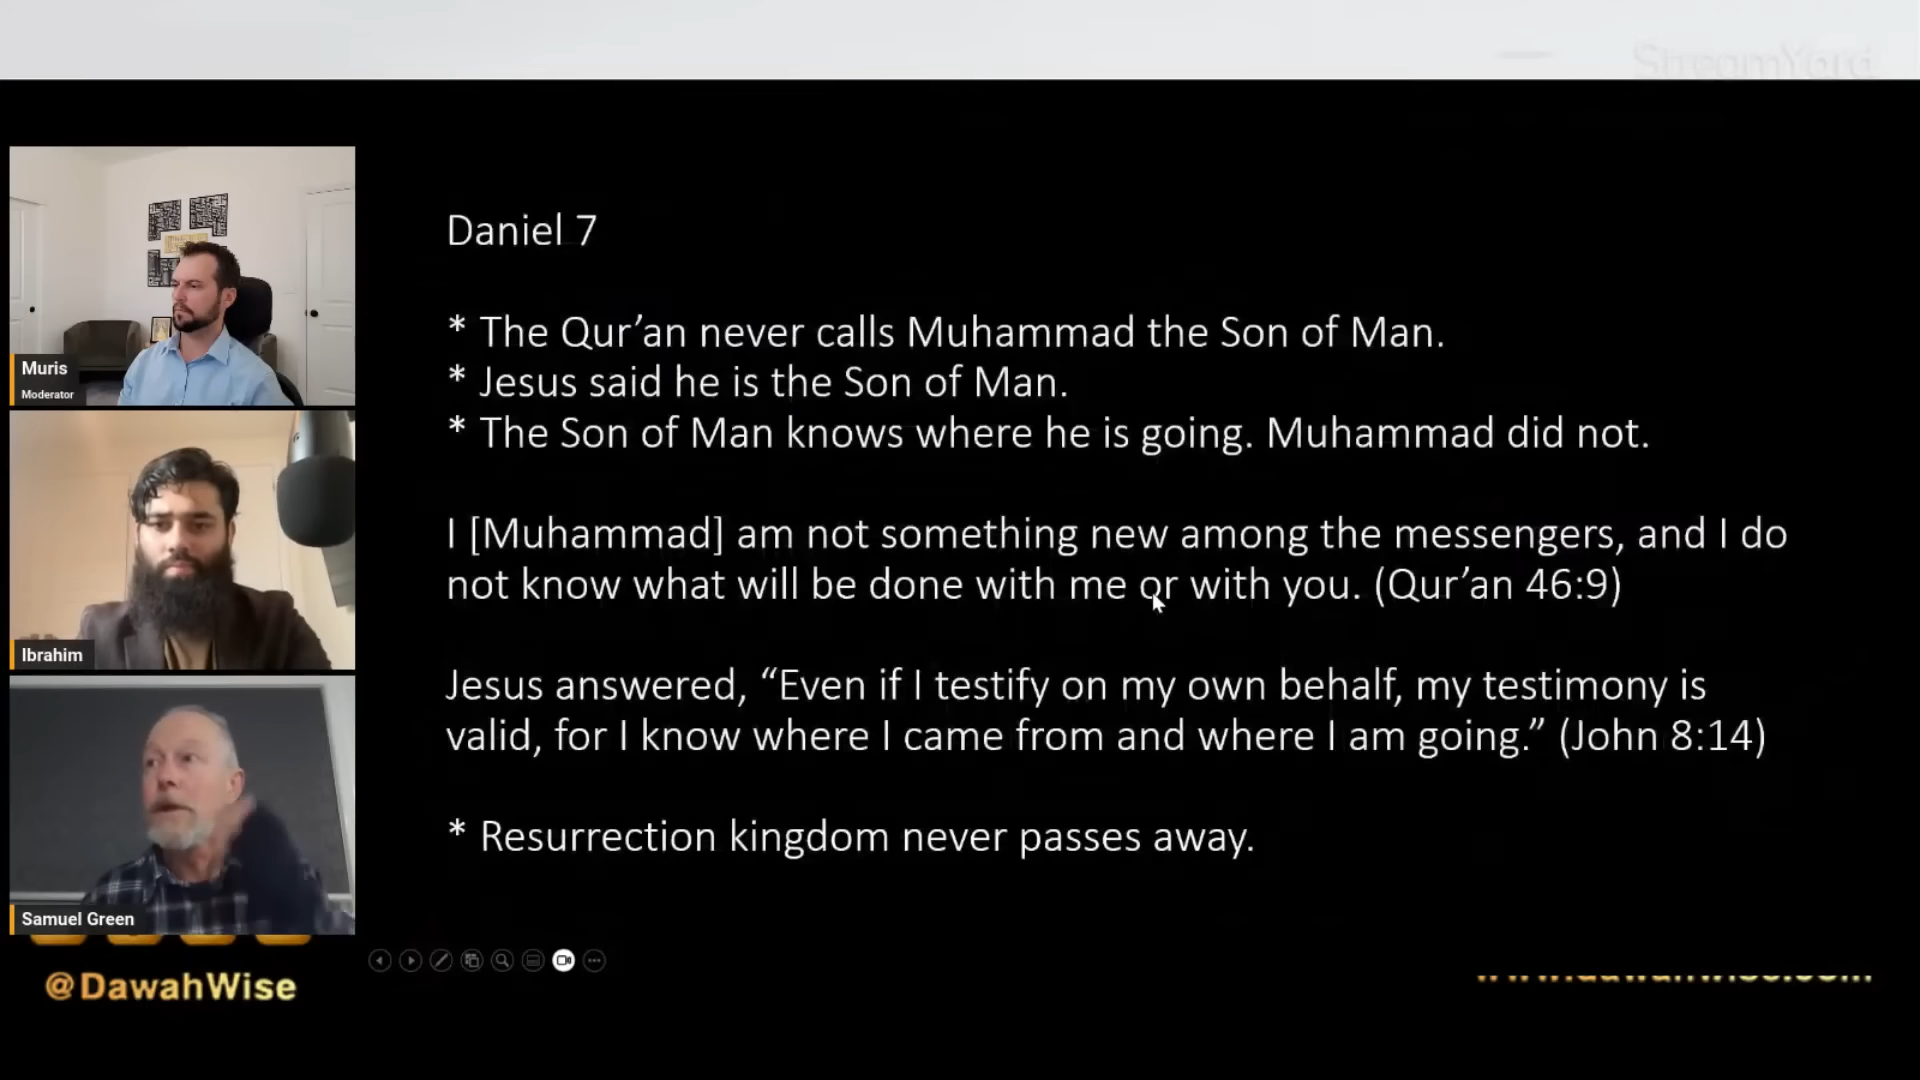 StreamYard
Daniel 7
* The Qur’an never calls Muhammad the Son of Man.
* Jesus said he is the Son of Man.
* The Son of Man knows where he is going. Muhammad did not.
I [Muhammad] am not something new among the messengers, and I do
not know what will be done with me or with you. (Qur’an 46:9)
Jesus answered, “Even if I testify on my own behalf, my testimony is
valid, for I know where I came from and where I am going.” (John 8:14)
* Resurrection kingdom never passes away.
Muris
Moderator
Ibrahim
Samuel Green
@DawahWise
www.dawahwise.com